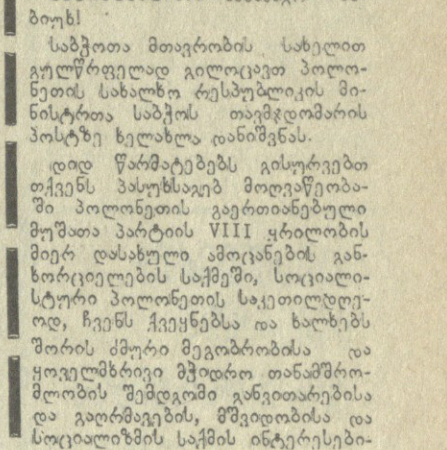 ბიუხ!
საბჭოთა მთავრობის სახელით
გულწრფელად გილოცავთ პოლო-
ნეთის სახალხო რესპუბლიკის მი-
ნისტრთა საბჭოს თავმჯდომარის
პოსტზე ხელახლა დანიშვნას.
დიდ წარმატებებს გისურვებთ
თქვენს პასუხსაგებ მოღვაწეობა-
ში პოლონეთის გაერთიანებული
მუშათა პარტიის VIII ყრილობის
მიერ დასახული ამოცანების გან-
ხორციელების საქმეში, სოციალი-
სტური პოლონეთის საკეთილდღე-
ოდ, ჩვენს ქვეყნებსა და ხალხებს
შორის ძმური მეგობრობისა და
ყოველმხრივი მჭიდრო თანამშრო-
მლობის შემდგომი განვითარებისა
და გაღრმავების, მშვიდობისა და
სოციალიზმის საქმის ინტერესები-